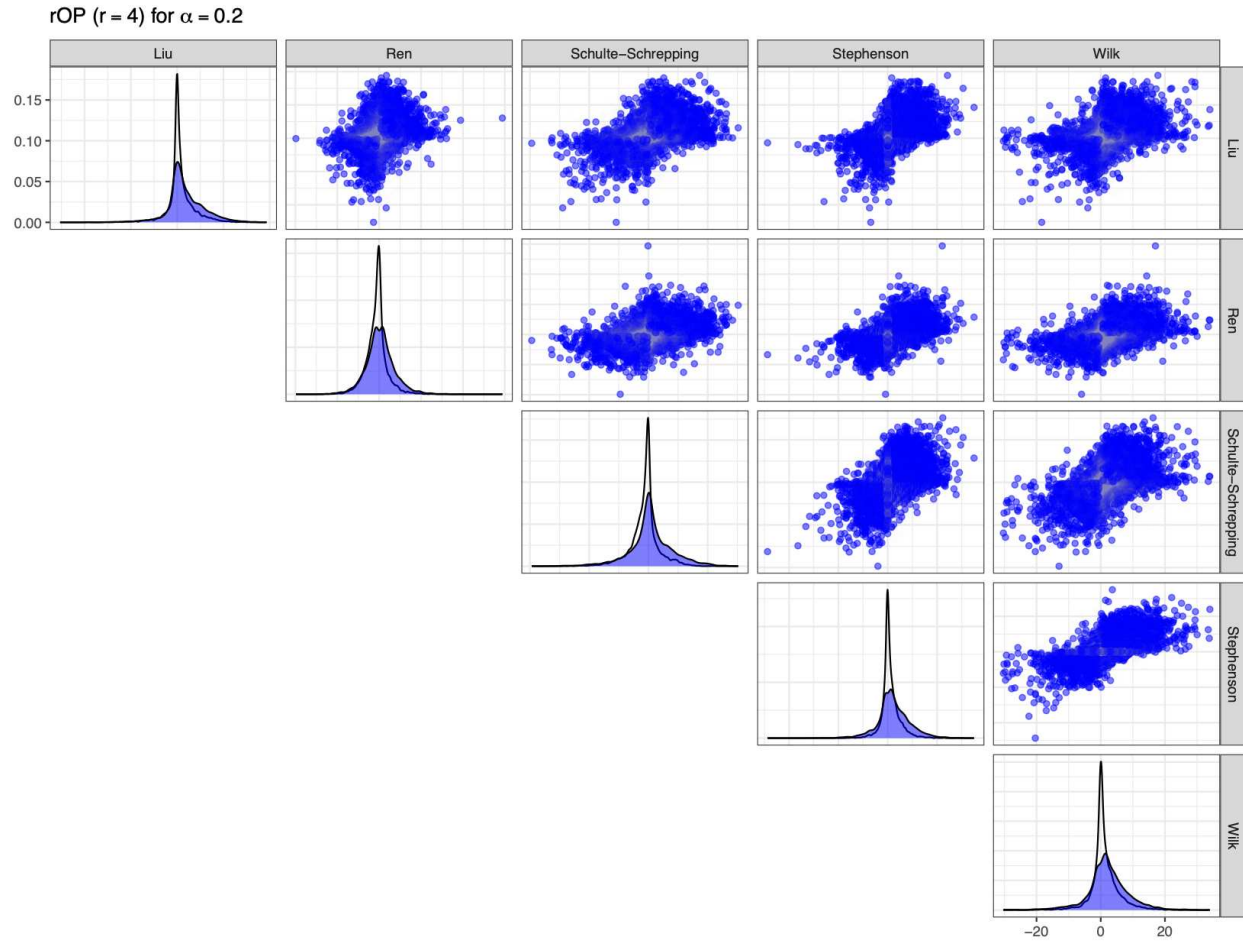 rOP (r = 4) for α = 0.2
Liu
Ren
Schulte−Schrepping
Stephenson
Wilk
0.15
0.10
0.05
0.00
Liu
Ren
Schulte−Schrepping
Stephenson
Wilk
−20
0
20